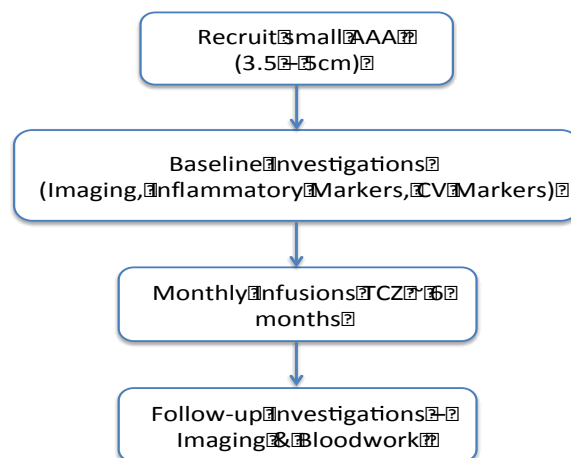 Recruit small AAA
(3.5 – 5cm)
Baseline Investigations
(Imaging, Inflammatory Markers, CV Markers)
Monthly Infusions TCZ ~ 6
months
Follow-up Investigations –
Imaging & Bloodwork